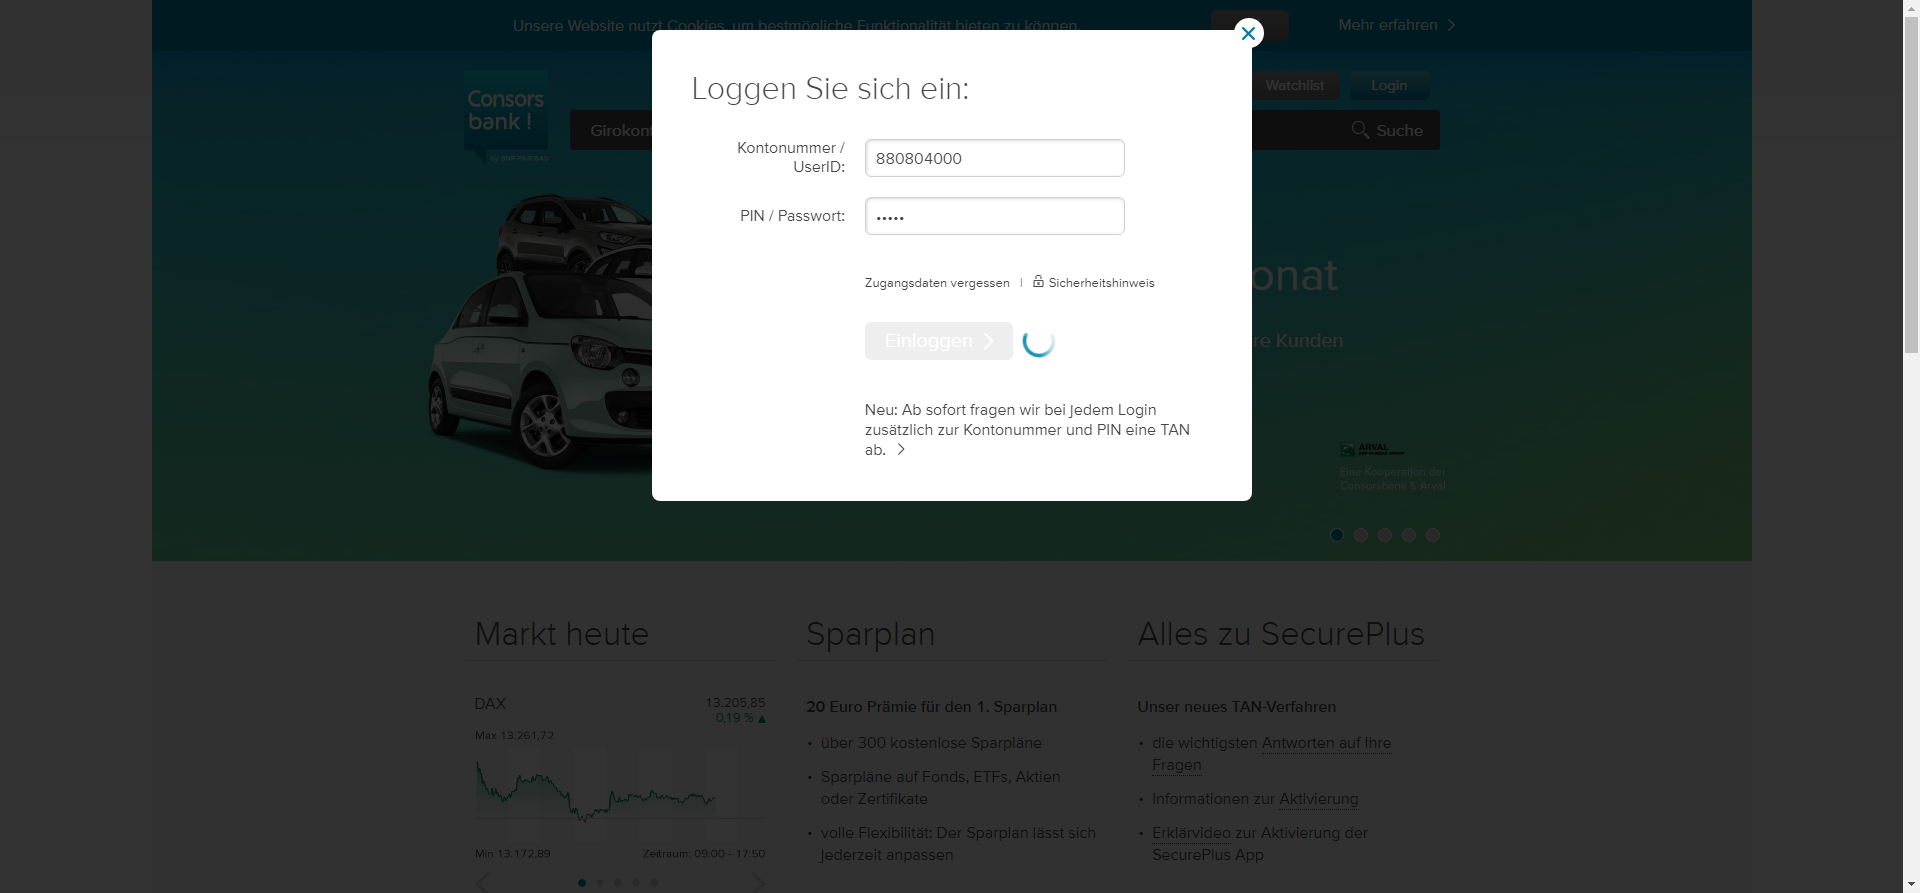 Unsere Website nutzt Cookies, um bestmögliche Funktionalität bieten zu können.
Mehr erfahren
Loggen Sie sich ein:
Consors
bank !
by BNP PARIBAS
Watchlist
Login
Girokont
Suche
Kontonummer /
UserID:
880804000
PIN / Passwort:
•••••
Zugangsdaten vergessen | Sicherheitshinweis
Einloggen
Neu: Ab sofort fragen wir bei jedem Login
zusätzlich zur Kontonummer und PIN eine TAN
ab.
onat
re Kunden
ARVAL
BNP PARIBAS GROUP
Eine Kooperation der
Consorsbank & Arval
Markt heute
DAX
13.205,85
0,19 %
Max 13.261,72
Min 13.172,89
Zeitraum: 09:00 - 17:50
Sparplan
20 Euro Prämie für den 1. Sparplan
• über 300 kostenlose Sparpläne
• Sparpläne auf Fonds, ETFs, Aktien
oder Zertifikate
• volle Flexibilität: Der Sparplan lässt sich
jederzeit anpassen
Alles zu SecurePlus
Unser neues TAN-Verfahren
• die wichtigsten Antworten auf Ihre
Fragen
• Informationen zur Aktivierung
• Erklärvideo zur Aktivierung der
SecurePlus App